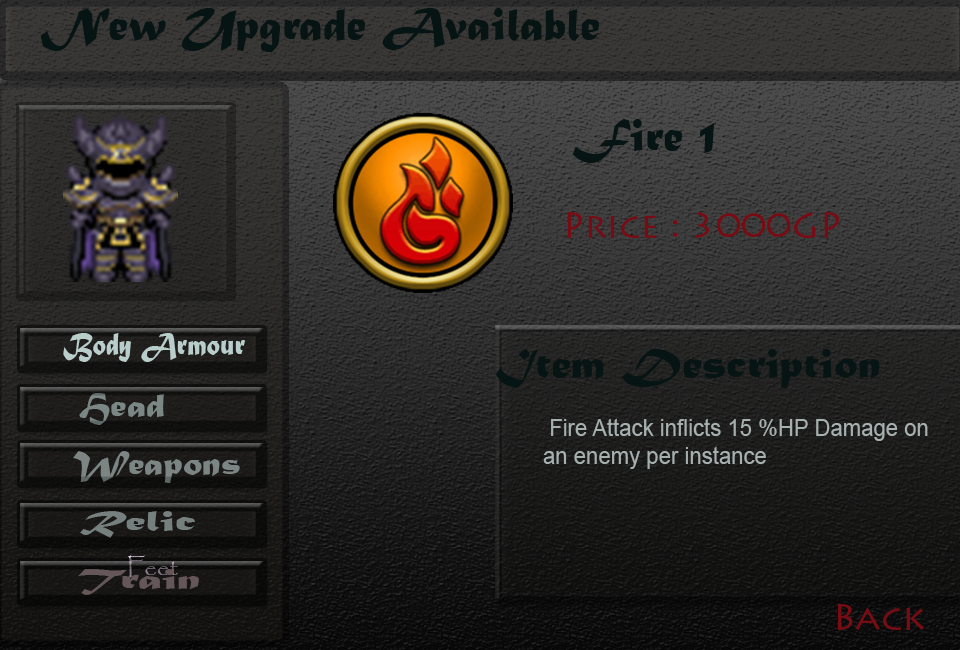 New Upgrade Available
Fire 1
Price : 3000GP
Body Armour
Head
Weapons
Relic
Feet
Train
Item Description
Fire Attack inflicts 15 %HP Damage on
an enemy per instance
Back